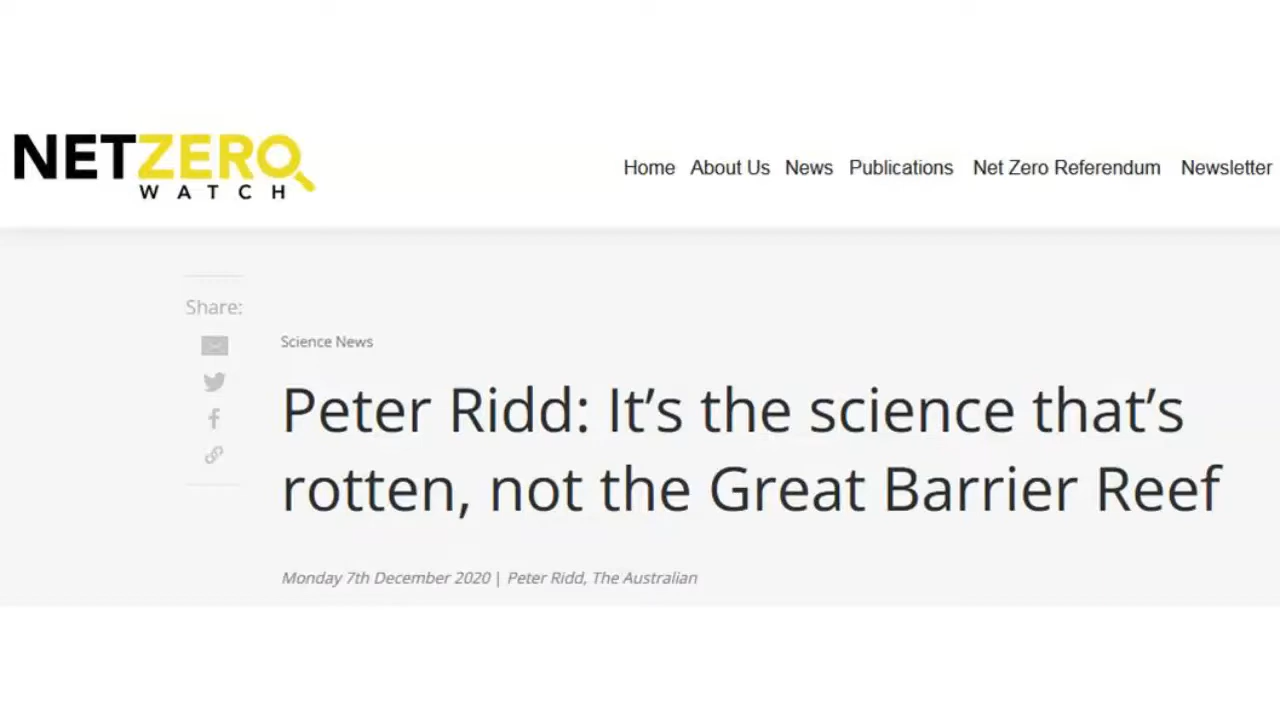 NETZERO
WATCH
Home About Us News Publications Net Zero Referendum Newsletter
Share:
Science News
Peter Ridd: It’s the science that’s
rotten, not the Great Barrier Reef
Monday 7th December 2020 | Peter Ridd, The Australian